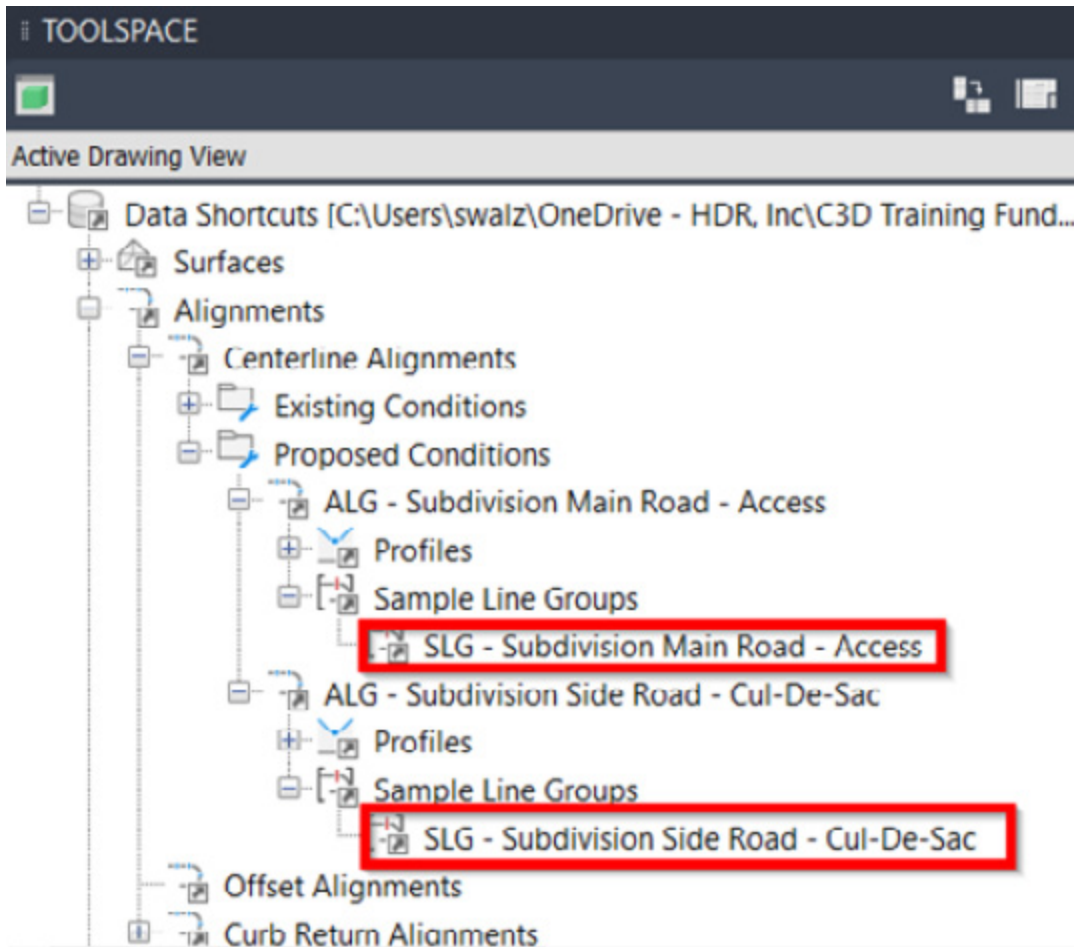 TOOLSPACE
Active Drawing View
Data Shortcuts [C:\Users\swalz\OneDrive - HDR, Inc\C3D Training Fund...
Surfaces
Alignments
Centerline Alignments
Existing Conditions
Proposed Conditions
ALG - Subdivision Main Road - Access
Profiles
Sample Line Groups
SLG - Subdivision Main Road - Access
ALG - Subdivision Side Road - Cul-De-Sac
Profiles
Sample Line Groups
SLG - Subdivision Side Road - Cul-De-Sac
Offset Alignments
Curb Return Alignments